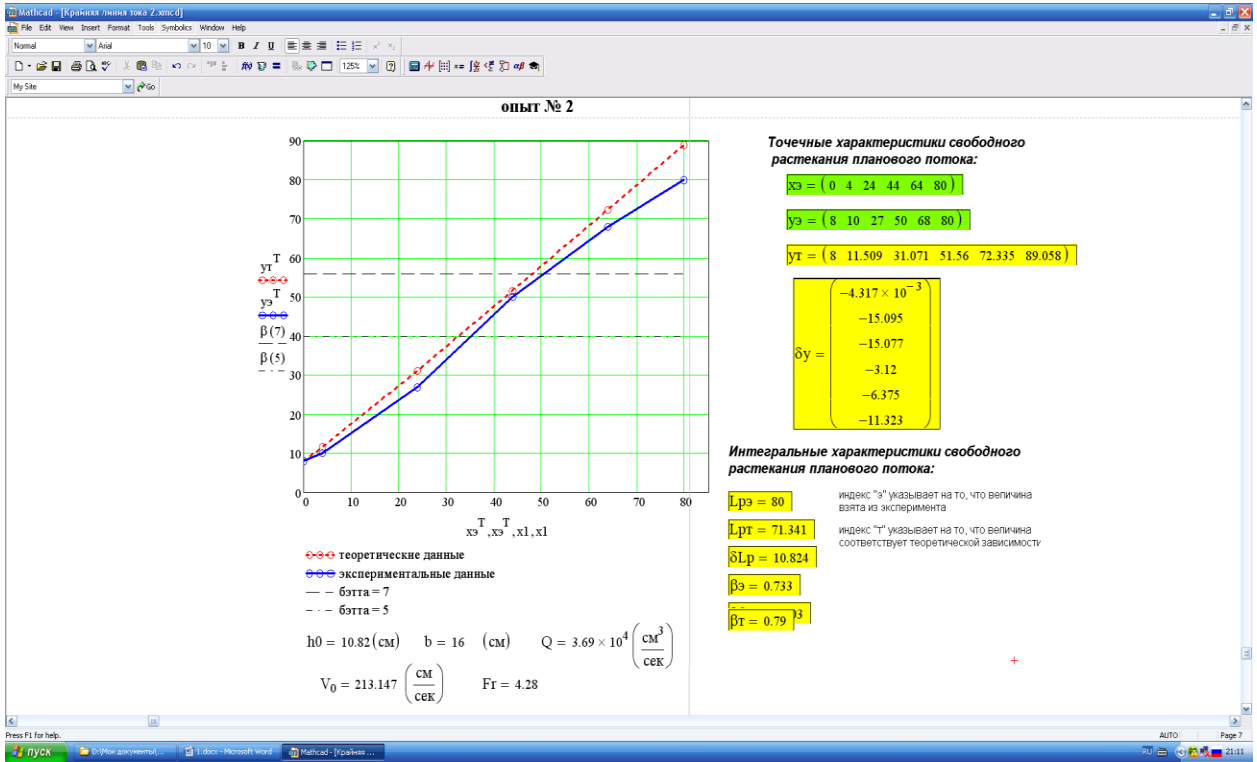 Mathcad - [Крайняя линия тока 2.xmcd]
File Edit View Insert Format Tools Symbolics Window Help
Normal Arial 10 B I U
125%
My Site Go
опыт № 2
90
80
70
60
50
40
30
20
10
0
yт^T
yэ^T
β(7)
β(5)
0 10 20 30 40 50 60 70 80
xэ^T,xэ^T,x1,x1
теоретические данные
экспериментальные данные
бэтта = 7
бэтта = 5
h0 = 10.82 (см) b = 16 (см) Q = 3.69 × 10^4 (см^3/сек)
V_0 = 213.147 (см/сек) Fr = 4.28
Точечные характеристики свободного
растекания планового потока:
xэ = ( 0 4 24 44 64 80 )
yэ = ( 8 10 27 50 68 80 )
yт = ( 8 11.509 31.071 51.56 72.335 89.058 )
δy =
−4.317 × 10^−3
−15.095
−15.077
−3.12
−6.375
−11.323
Интегральные характеристики свободного
растекания планового потока:
Lpэ = 80
индекс "э" указывает на то, что величина
взята из эксперимента
Lpт = 71.341
индекс "т" указывает на то, что величина
соответствует теоретической зависимости
δLp = 10.824
βэ = 0.733
βт = 0.79
Press F1 for help.
AUTO Page 7
пуск D:\Мои документы\,... 1.docx - Microsoft Word Mathcad - [Крайняя ... RU 21:11